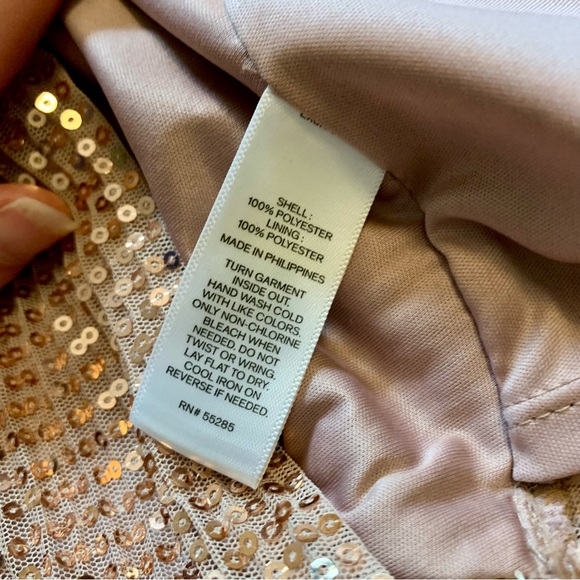 SHELL:
100% POLYESTER
LINING:
100% POLYESTER
MADE IN PHILIPPINES
TURN GARMENT
INSIDE OUT.
HAND WASH COLD
WITH LIKE COLORS.
ONLY NON-CHLORINE
BLEACH WHEN
NEEDED. DO NOT
TWIST OR WRING.
LAY FLAT TO DRY.
COOL IRON ON
REVERSE IF NEEDED.
RN# 55285